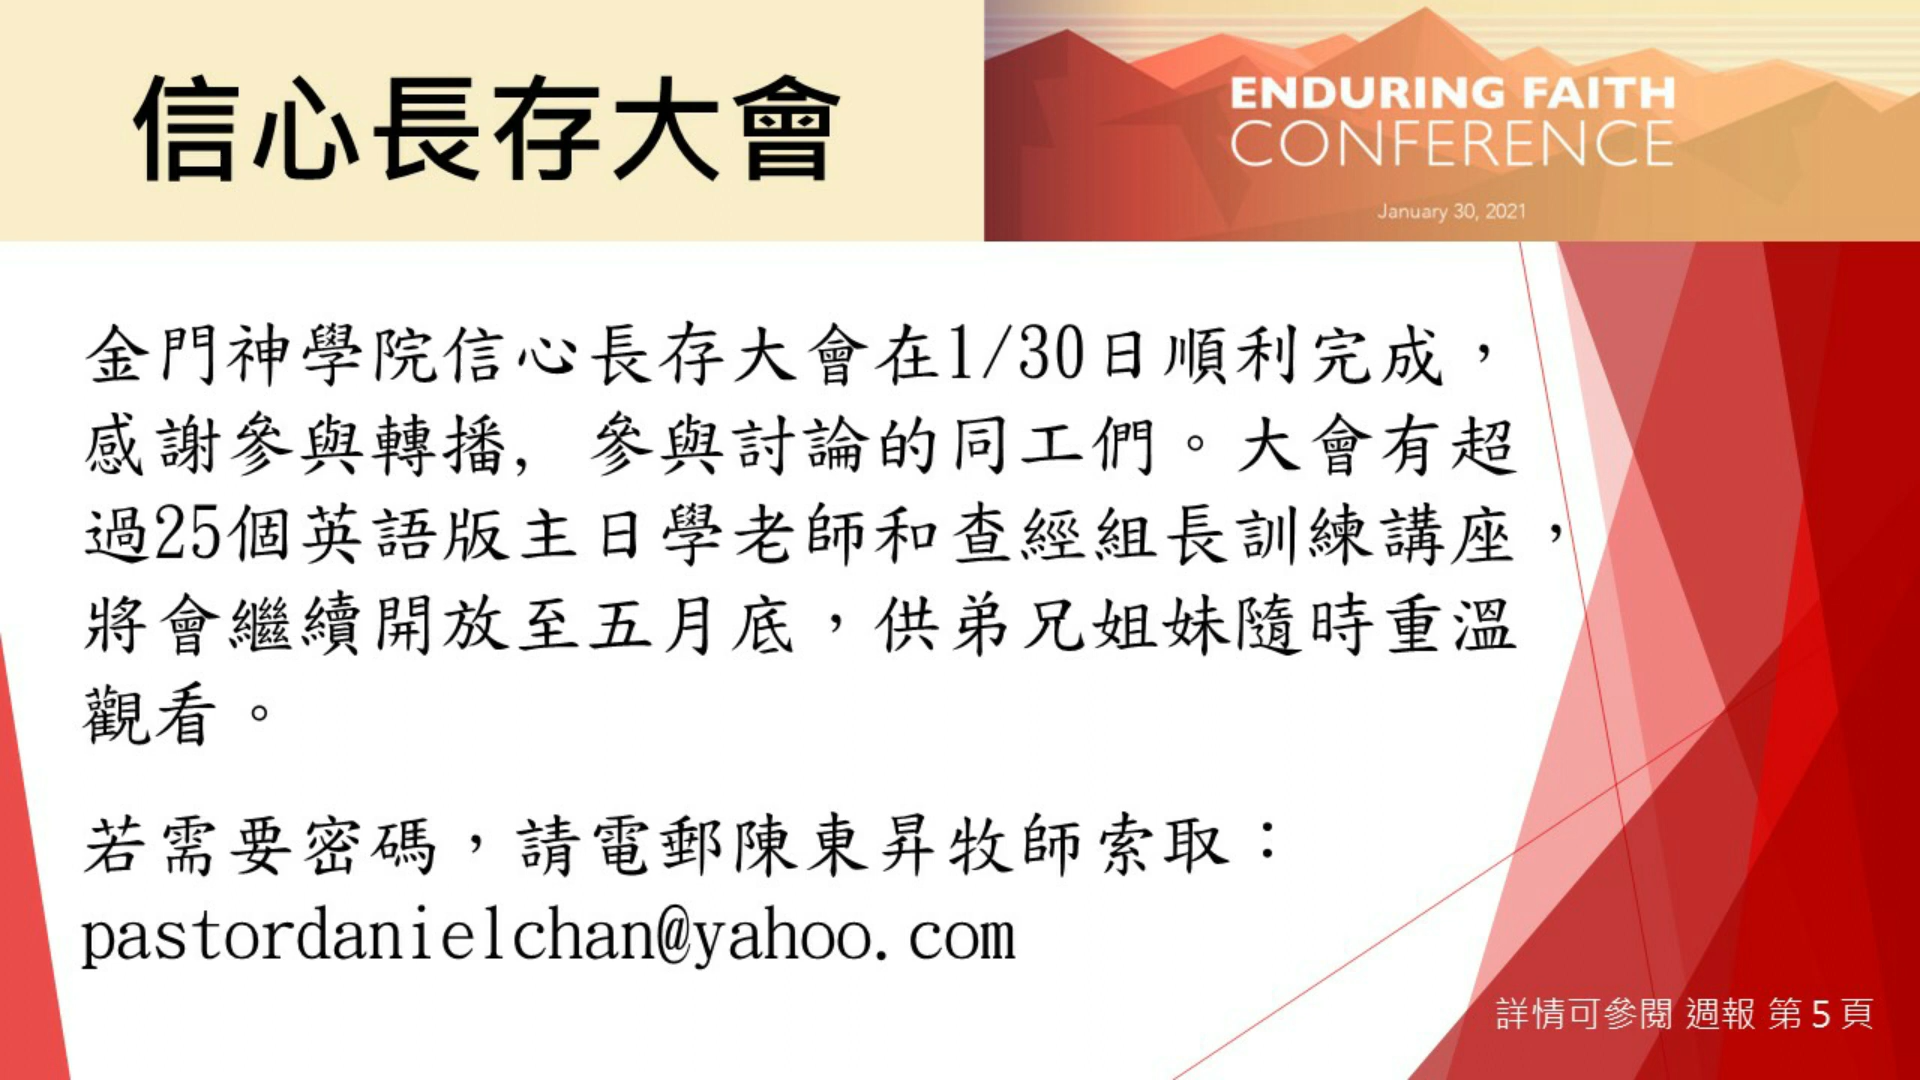 信心長存大會
ENDURING FAITH
CONFERENCE
January 30, 2021
金門神學院信心長存大會在1/30日順利完成，
感謝參與轉播, 參與討論的同工們。大會有超
過25個英語版主日學老師和查經組長訓練講座，
將會繼續開放至五月底，供弟兄姐妹隨時重溫
觀看。
若需要密碼，請電郵陳東昇牧師索取：
pastordanielchan@yahoo.com
詳情可參閱 週報 第 5 頁